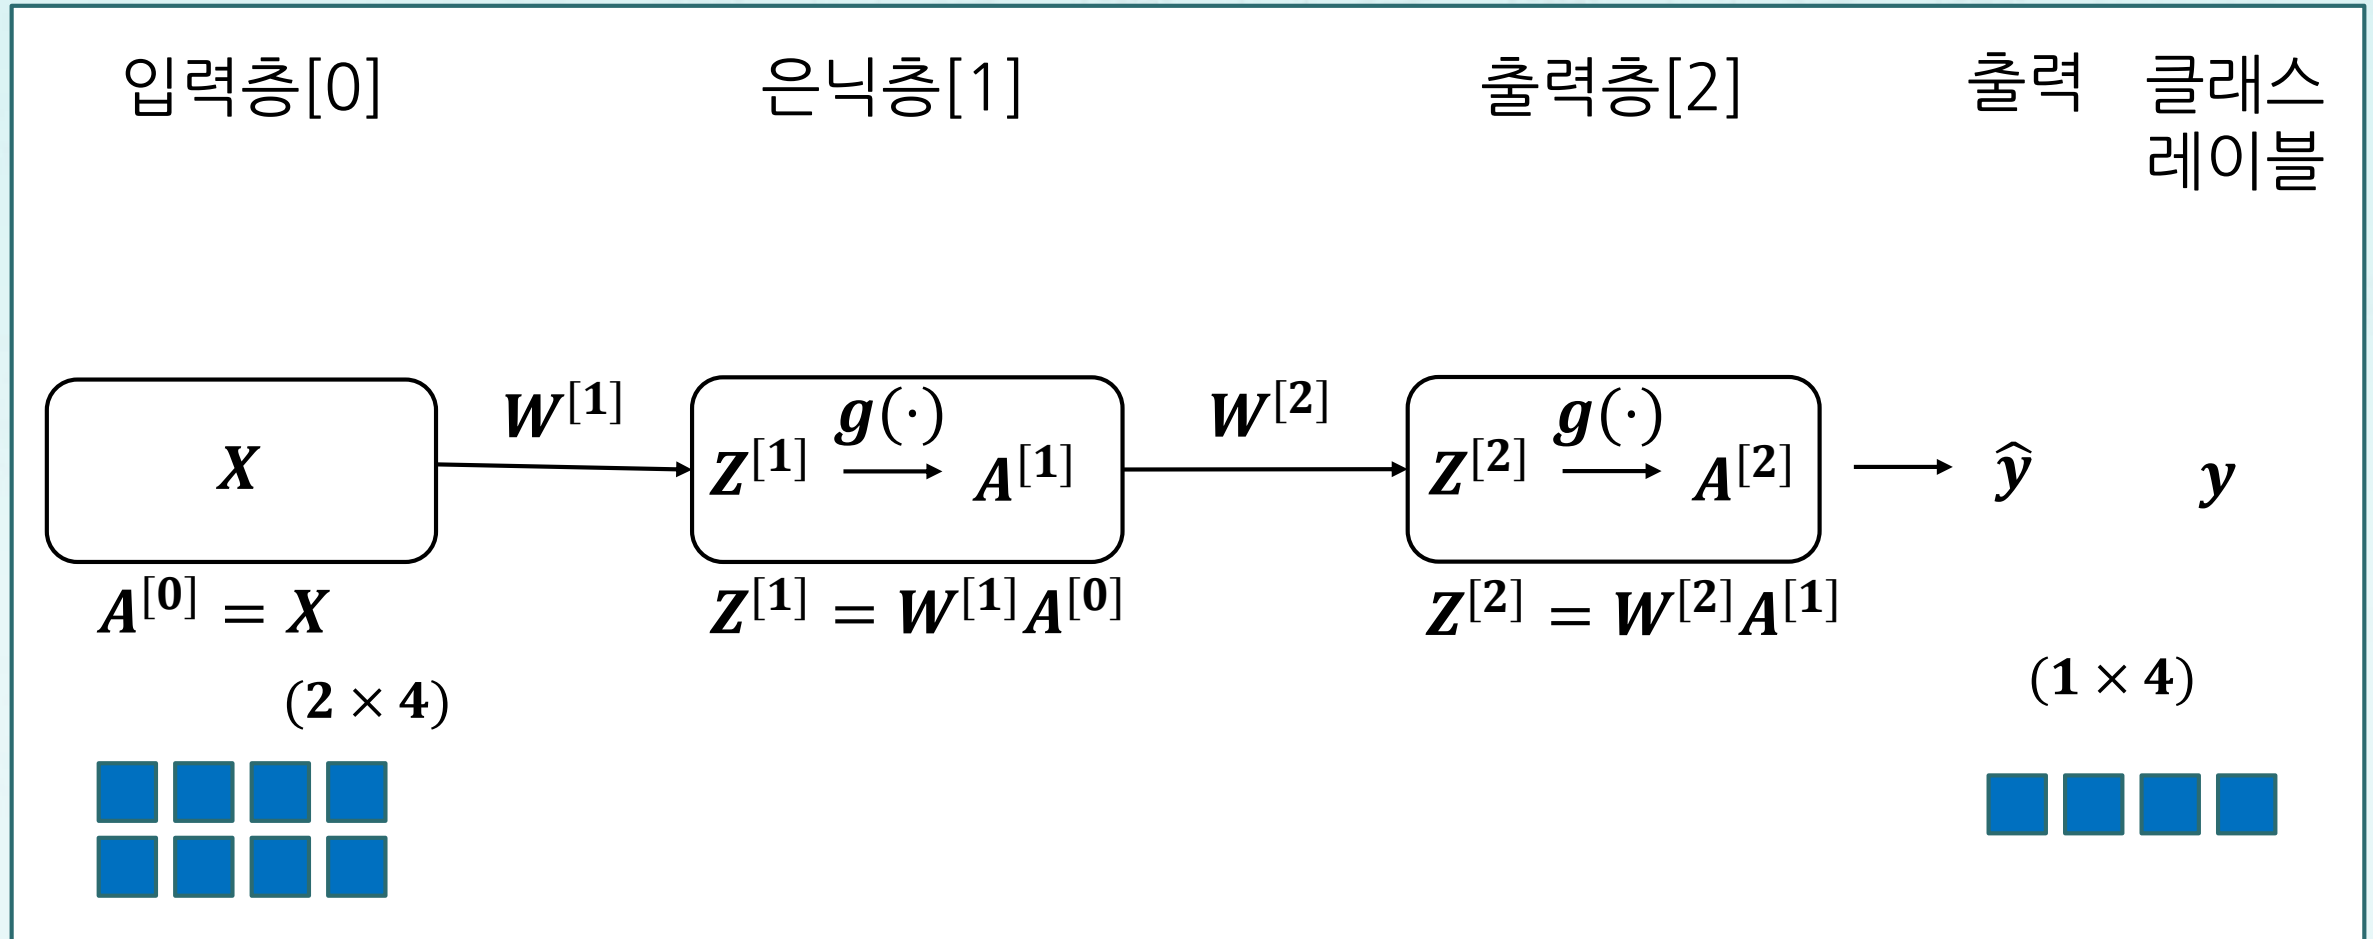 입력층[0] 은닉층[1] 출력층[2] 출력 클래스
레이블
W^[1] W^[2]
g(·) g(·)
X Z^[1] A^[1] Z^[2] A^[2] ŷ y
A^[0] = X Z^[1] = W^[1]A^[0] Z^[2] = W^[2]A^[1]
(2 × 4) (1 × 4)